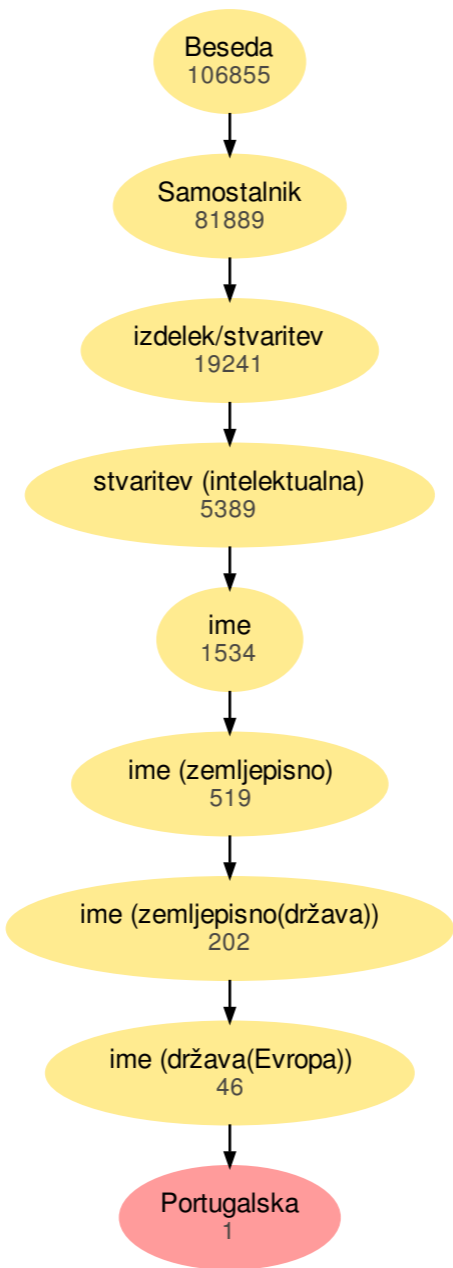 Beseda
106855
Samostalnik
81889
izdelek/stvaritev
19241
stvaritev (intelektualna)
5389
ime
1534
ime (zemljepisno)
519
ime (zemljepisno(država))
202
ime (država(Evropa))
46
Portugalska
1